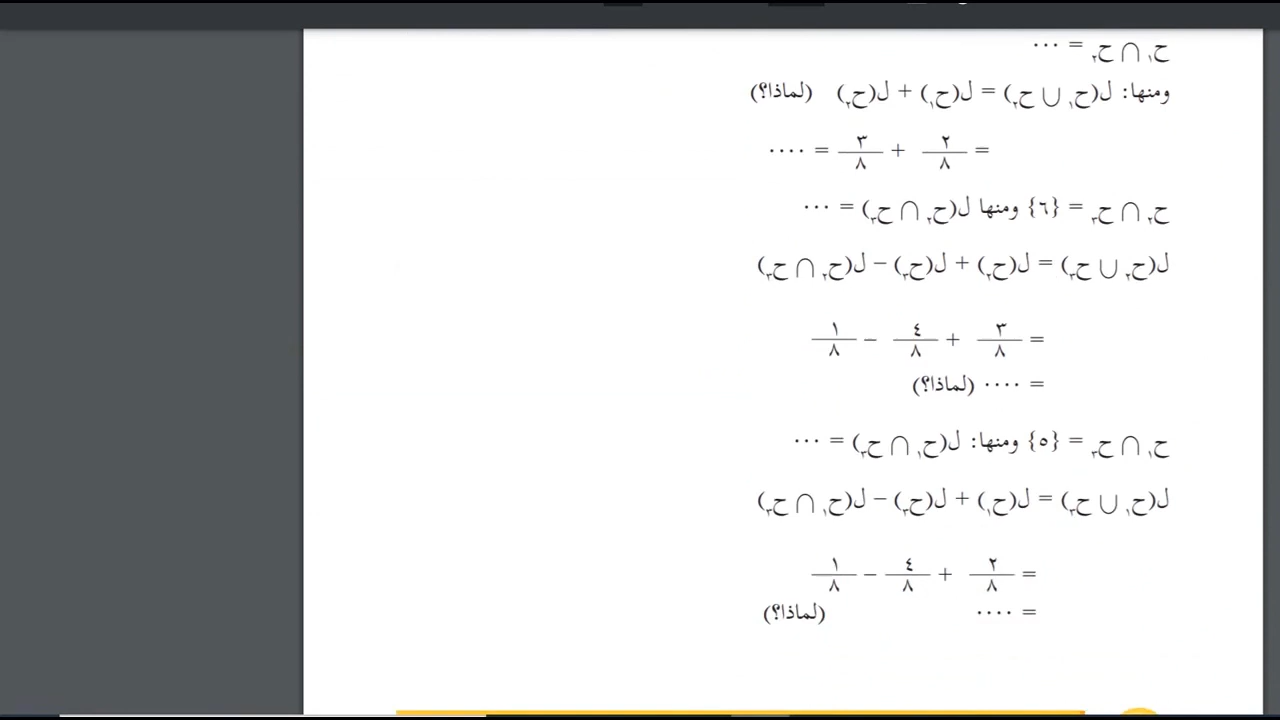 ح١ ∩ ح٢ = ...
ومنها: ل(ح١ ∪ ح٢) = ل(ح١) + ل(ح٢) (لماذا؟)
= ٢/٨ + ٣/٨ = ....
ح٢ ∩ ح٣ = {٦} ومنها ل(ح٢ ∩ ح٣) = ...
ل(ح٢ ∪ ح٣) = ل(ح٢) + ل(ح٣) − ل(ح٢ ∩ ح٣)
= ٣/٨ + ٤/٨ − ١/٨
= .... (لماذا؟)
ح١ ∩ ح٣ = {٥} ومنها: ل(ح١ ∩ ح٣) = ...
ل(ح١ ∪ ح٣) = ل(ح١) + ل(ح٣) − ل(ح١ ∩ ح٣)
= ٢/٨ + ٤/٨ − ١/٨
= .... (لماذا؟)